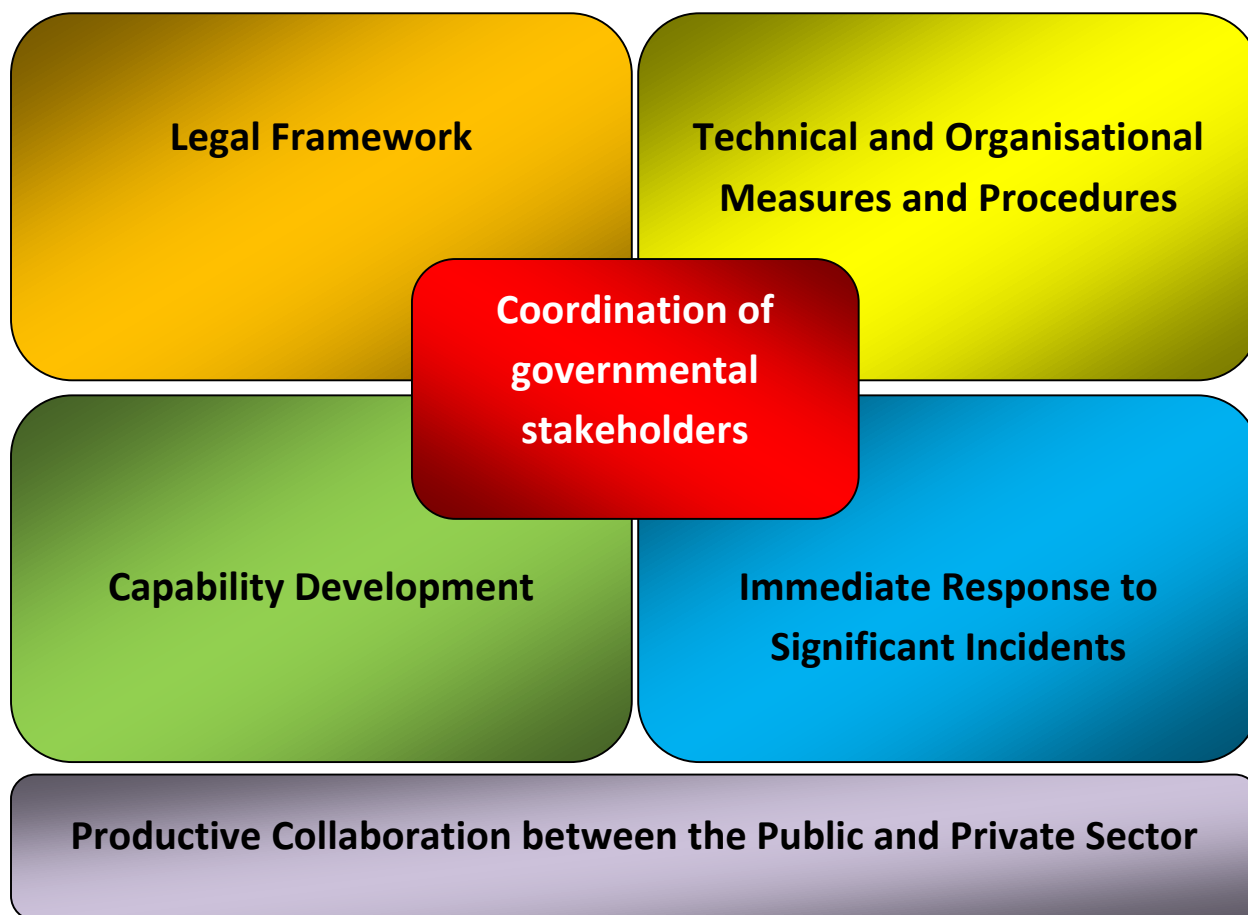 Legal Framework
Technical and Organisational
Measures and Procedures
Coordination of
governmental
stakeholders
Capability Development
Immediate Response to
Significant Incidents
Productive Collaboration between the Public and Private Sector